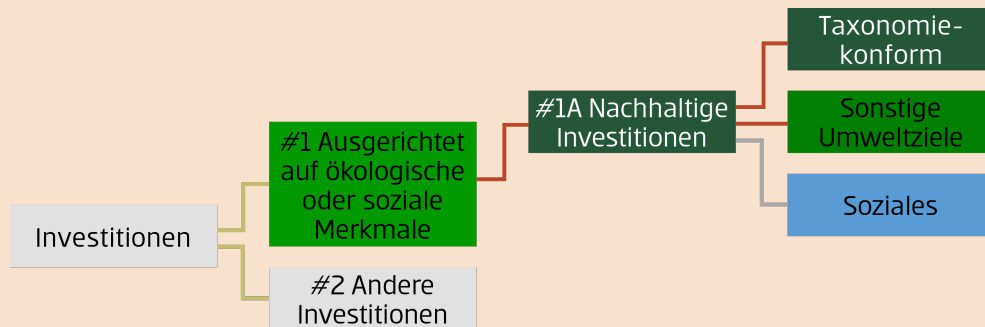 Investitionen
#1 Ausgerichtet
auf ökologische
oder soziale
Merkmale
#2 Andere
Investitionen
#1A Nachhaltige
Investitionen
Taxonomie-
konform
Sonstige
Umweltziele
Soziales